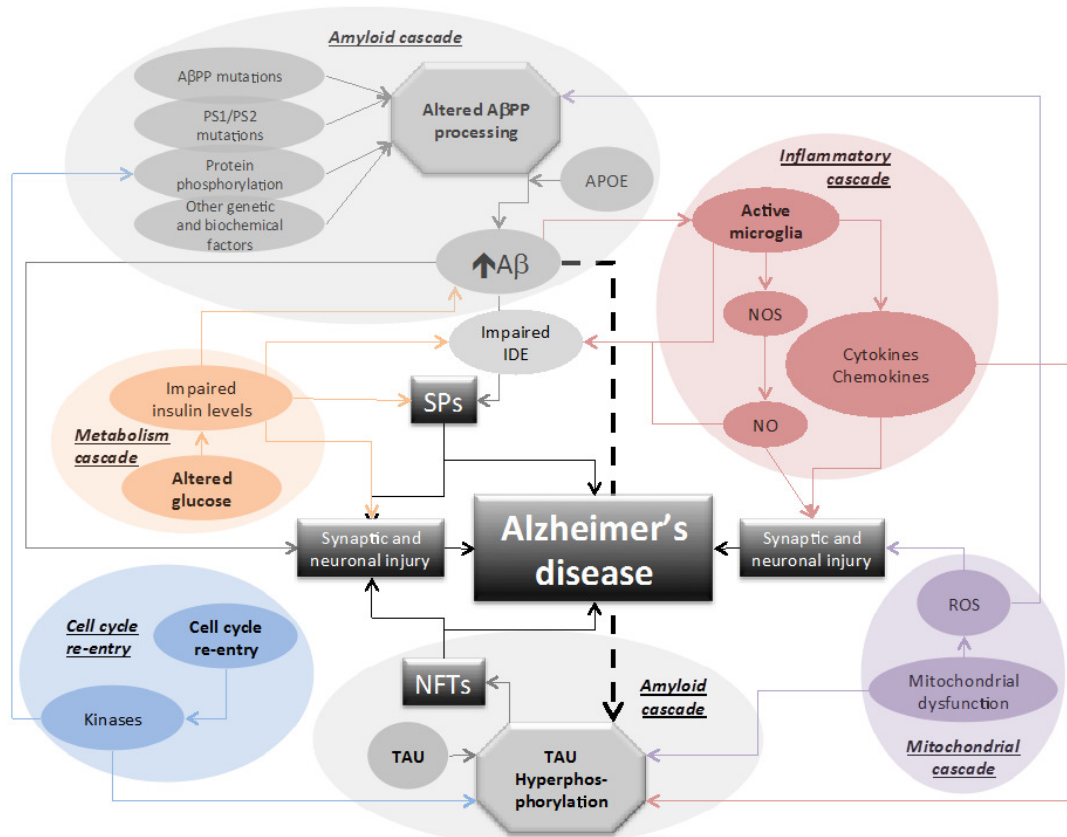 Amyloid cascade
AβPP mutations
PS1/PS2
mutations
Protein
phosphorylation
Other genetic
and biochemical
factors
Altered AβPP
processing
APOE
↑Aβ
Impaired
IDE
SPs
Inflammatory
cascade
Active
microglia
NOS
NO
Cytokines
Chemokines
Impaired
insulin levels
Metabolism
cascade
Altered
glucose
Synaptic and
neuronal injury
Alzheimer’s
disease
Synaptic and
neuronal injury
Cell cycle
re-entry
Cell cycle
re-entry
Kinases
NFTs
TAU
TAU
Hyperphos-
phorylation
Amyloid
cascade
ROS
Mitochondrial
dysfunction
Mitochondrial
cascade